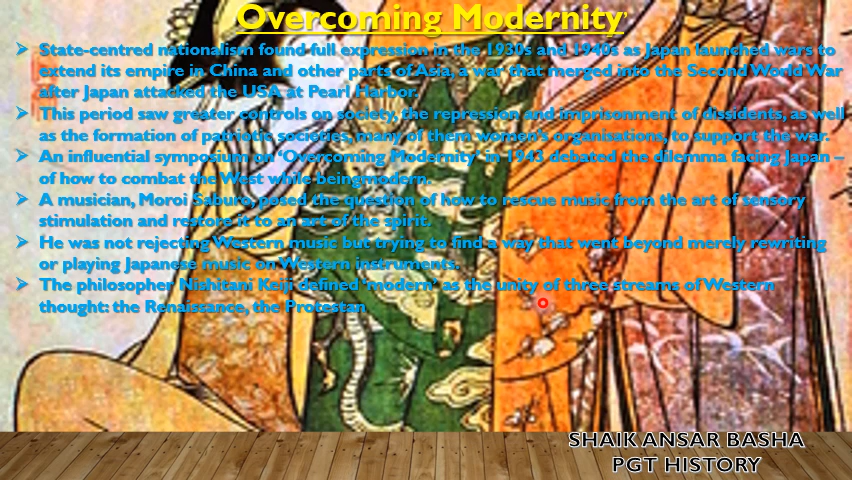 Overcoming Modernity'
➢ State-centred nationalism found full expression in the 1930s and 1940s as Japan launched wars to
extend its empire in China and other parts of Asia, a war that merged into the Second World War
after Japan attacked the USA at Pearl Harbor.
➢ This period saw greater controls on society, the repression and imprisonment of dissidents, as well
as the formation of patriotic societies, many of them women's organisations, to support the war.
➢ An influential symposium on 'Overcoming Modernity' in 1943 debated the dilemma facing Japan –
of how to combat the West while beingmodern.
➢ A musician, Moroi Saburo, posed the question of how to rescue music from the art of sensory
stimulation and restore it to an art of the spirit.
➢ He was not rejecting Western music but trying to find a way that went beyond merely rewriting
or playing Japanese music on Western instruments.
➢ The philosopher Nishitani Keiji defined 'modern' as the unity of three streams of Western
thought: the Renaissance, the Protestan
SHAIK ANSAR BASHA
PGT HISTORY